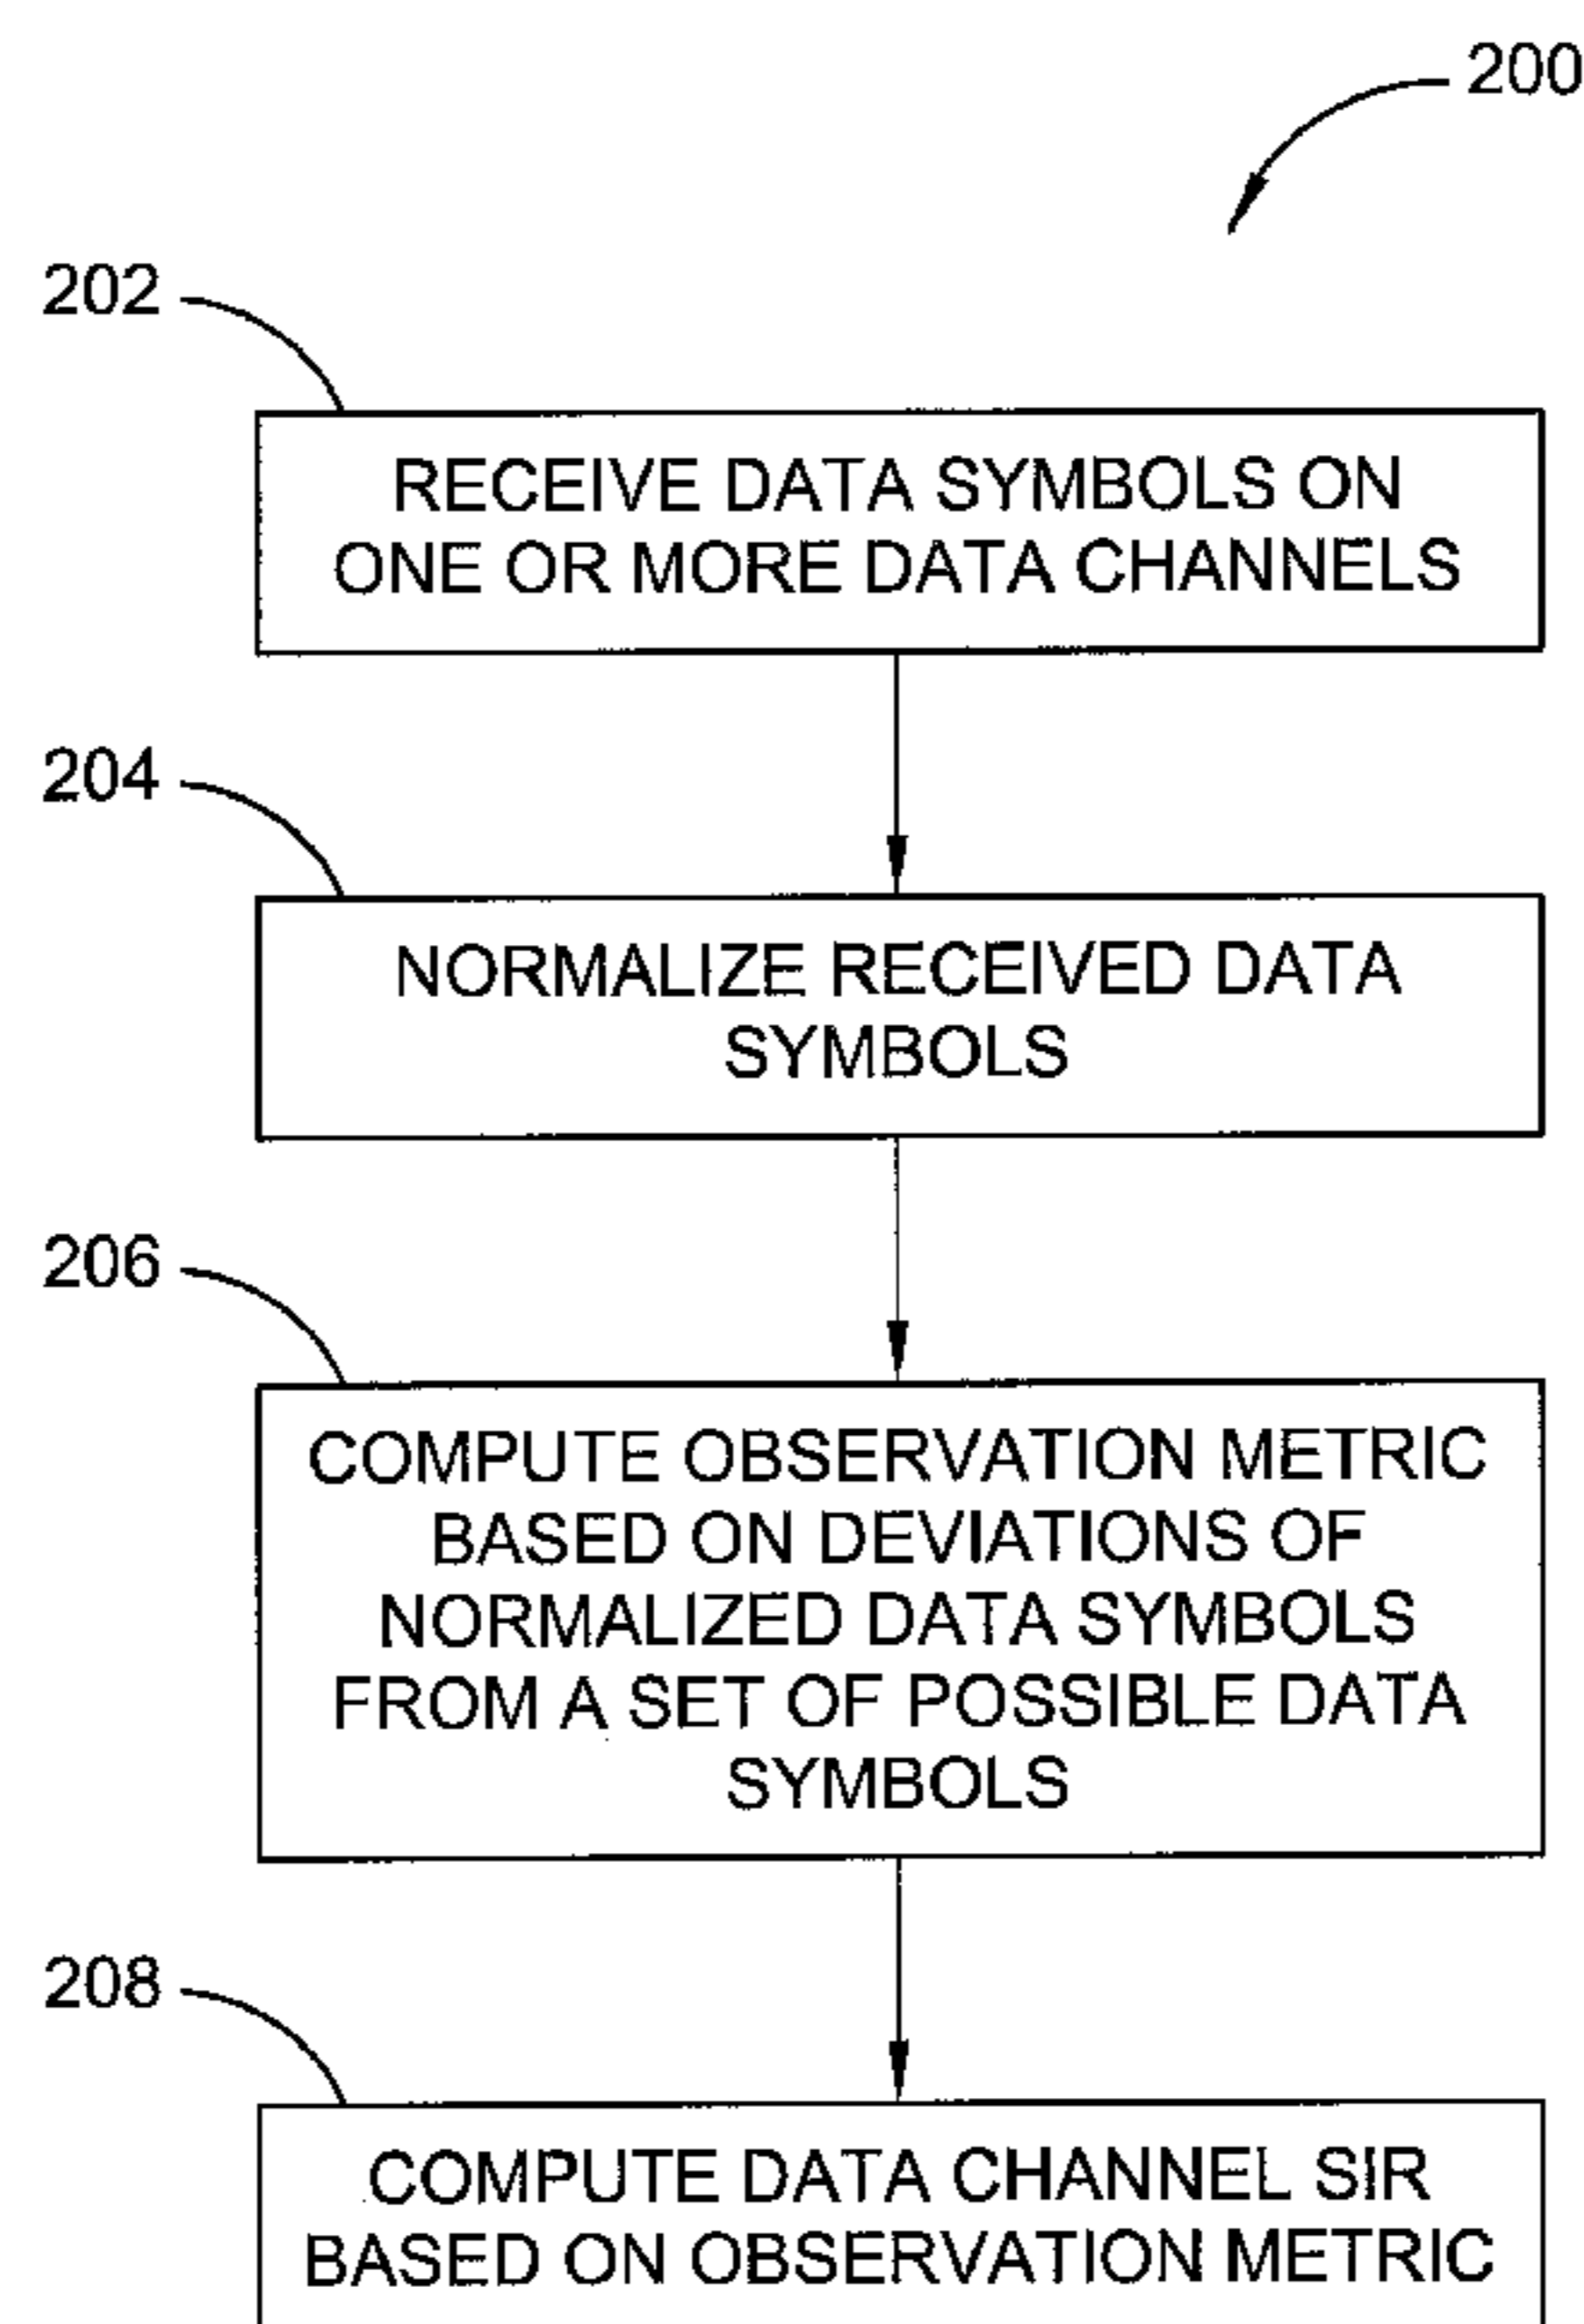 200
202
RECEIVE DATA SYMBOLS ON
ONE OR MORE DATA CHANNELS
204
NORMALIZE RECEIVED DATA
SYMBOLS
206
COMPUTE OBSERVATION METRIC
BASED ON DEVIATIONS OF
NORMALIZED DATA SYMBOLS
FROM A SET OF POSSIBLE DATA
SYMBOLS
208
COMPUTE DATA CHANNEL SIR
BASED ON OBSERVATION METRIC